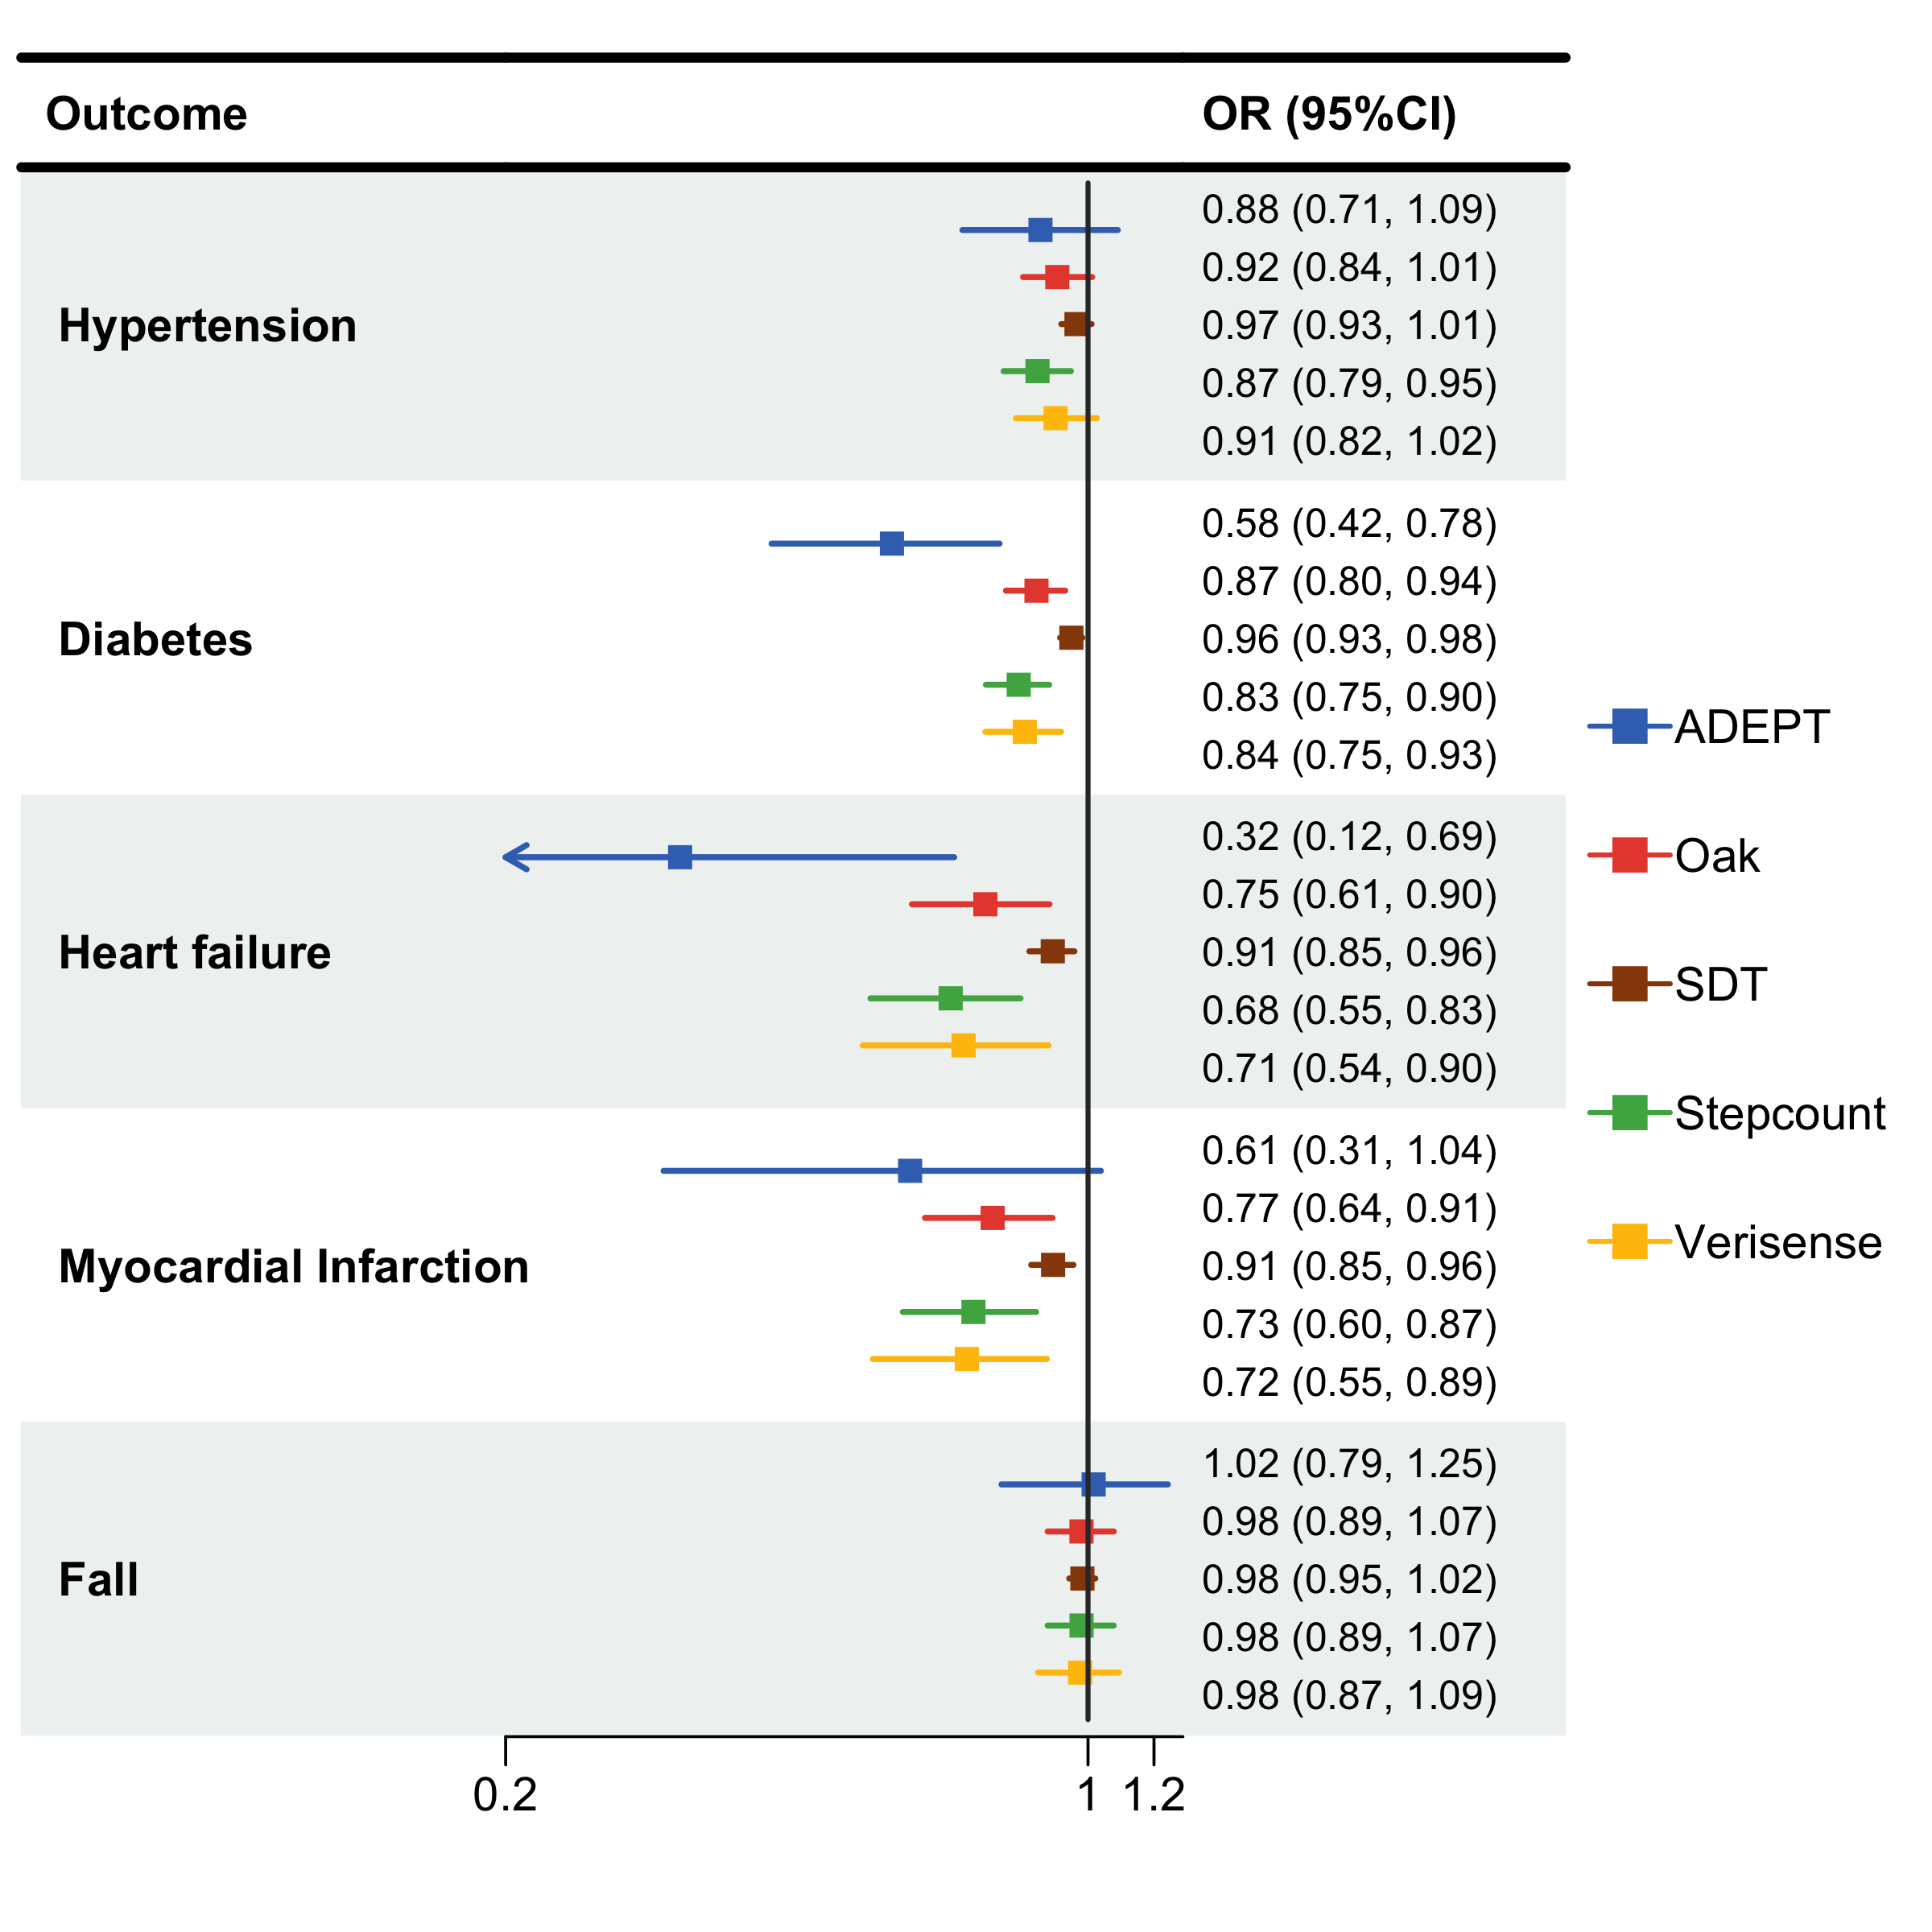 Outcome OR (95%CI)
Hypertension
0.88 (0.71, 1.09)
0.92 (0.84, 1.01)
0.97 (0.93, 1.01)
0.87 (0.79, 0.95)
0.91 (0.82, 1.02)
Diabetes
0.58 (0.42, 0.78)
0.87 (0.80, 0.94)
0.96 (0.93, 0.98)
0.83 (0.75, 0.90)
0.84 (0.75, 0.93)
Heart failure
0.32 (0.12, 0.69)
0.75 (0.61, 0.90)
0.91 (0.85, 0.96)
0.68 (0.55, 0.83)
0.71 (0.54, 0.90)
Myocardial Infarction
0.61 (0.31, 1.04)
0.77 (0.64, 0.91)
0.91 (0.85, 0.96)
0.73 (0.60, 0.87)
0.72 (0.55, 0.89)
Fall
1.02 (0.79, 1.25)
0.98 (0.89, 1.07)
0.98 (0.95, 1.02)
0.98 (0.89, 1.07)
0.98 (0.87, 1.09)
0.2 1 1.2
ADEPT
Oak
SDT
Stepcount
Verisense